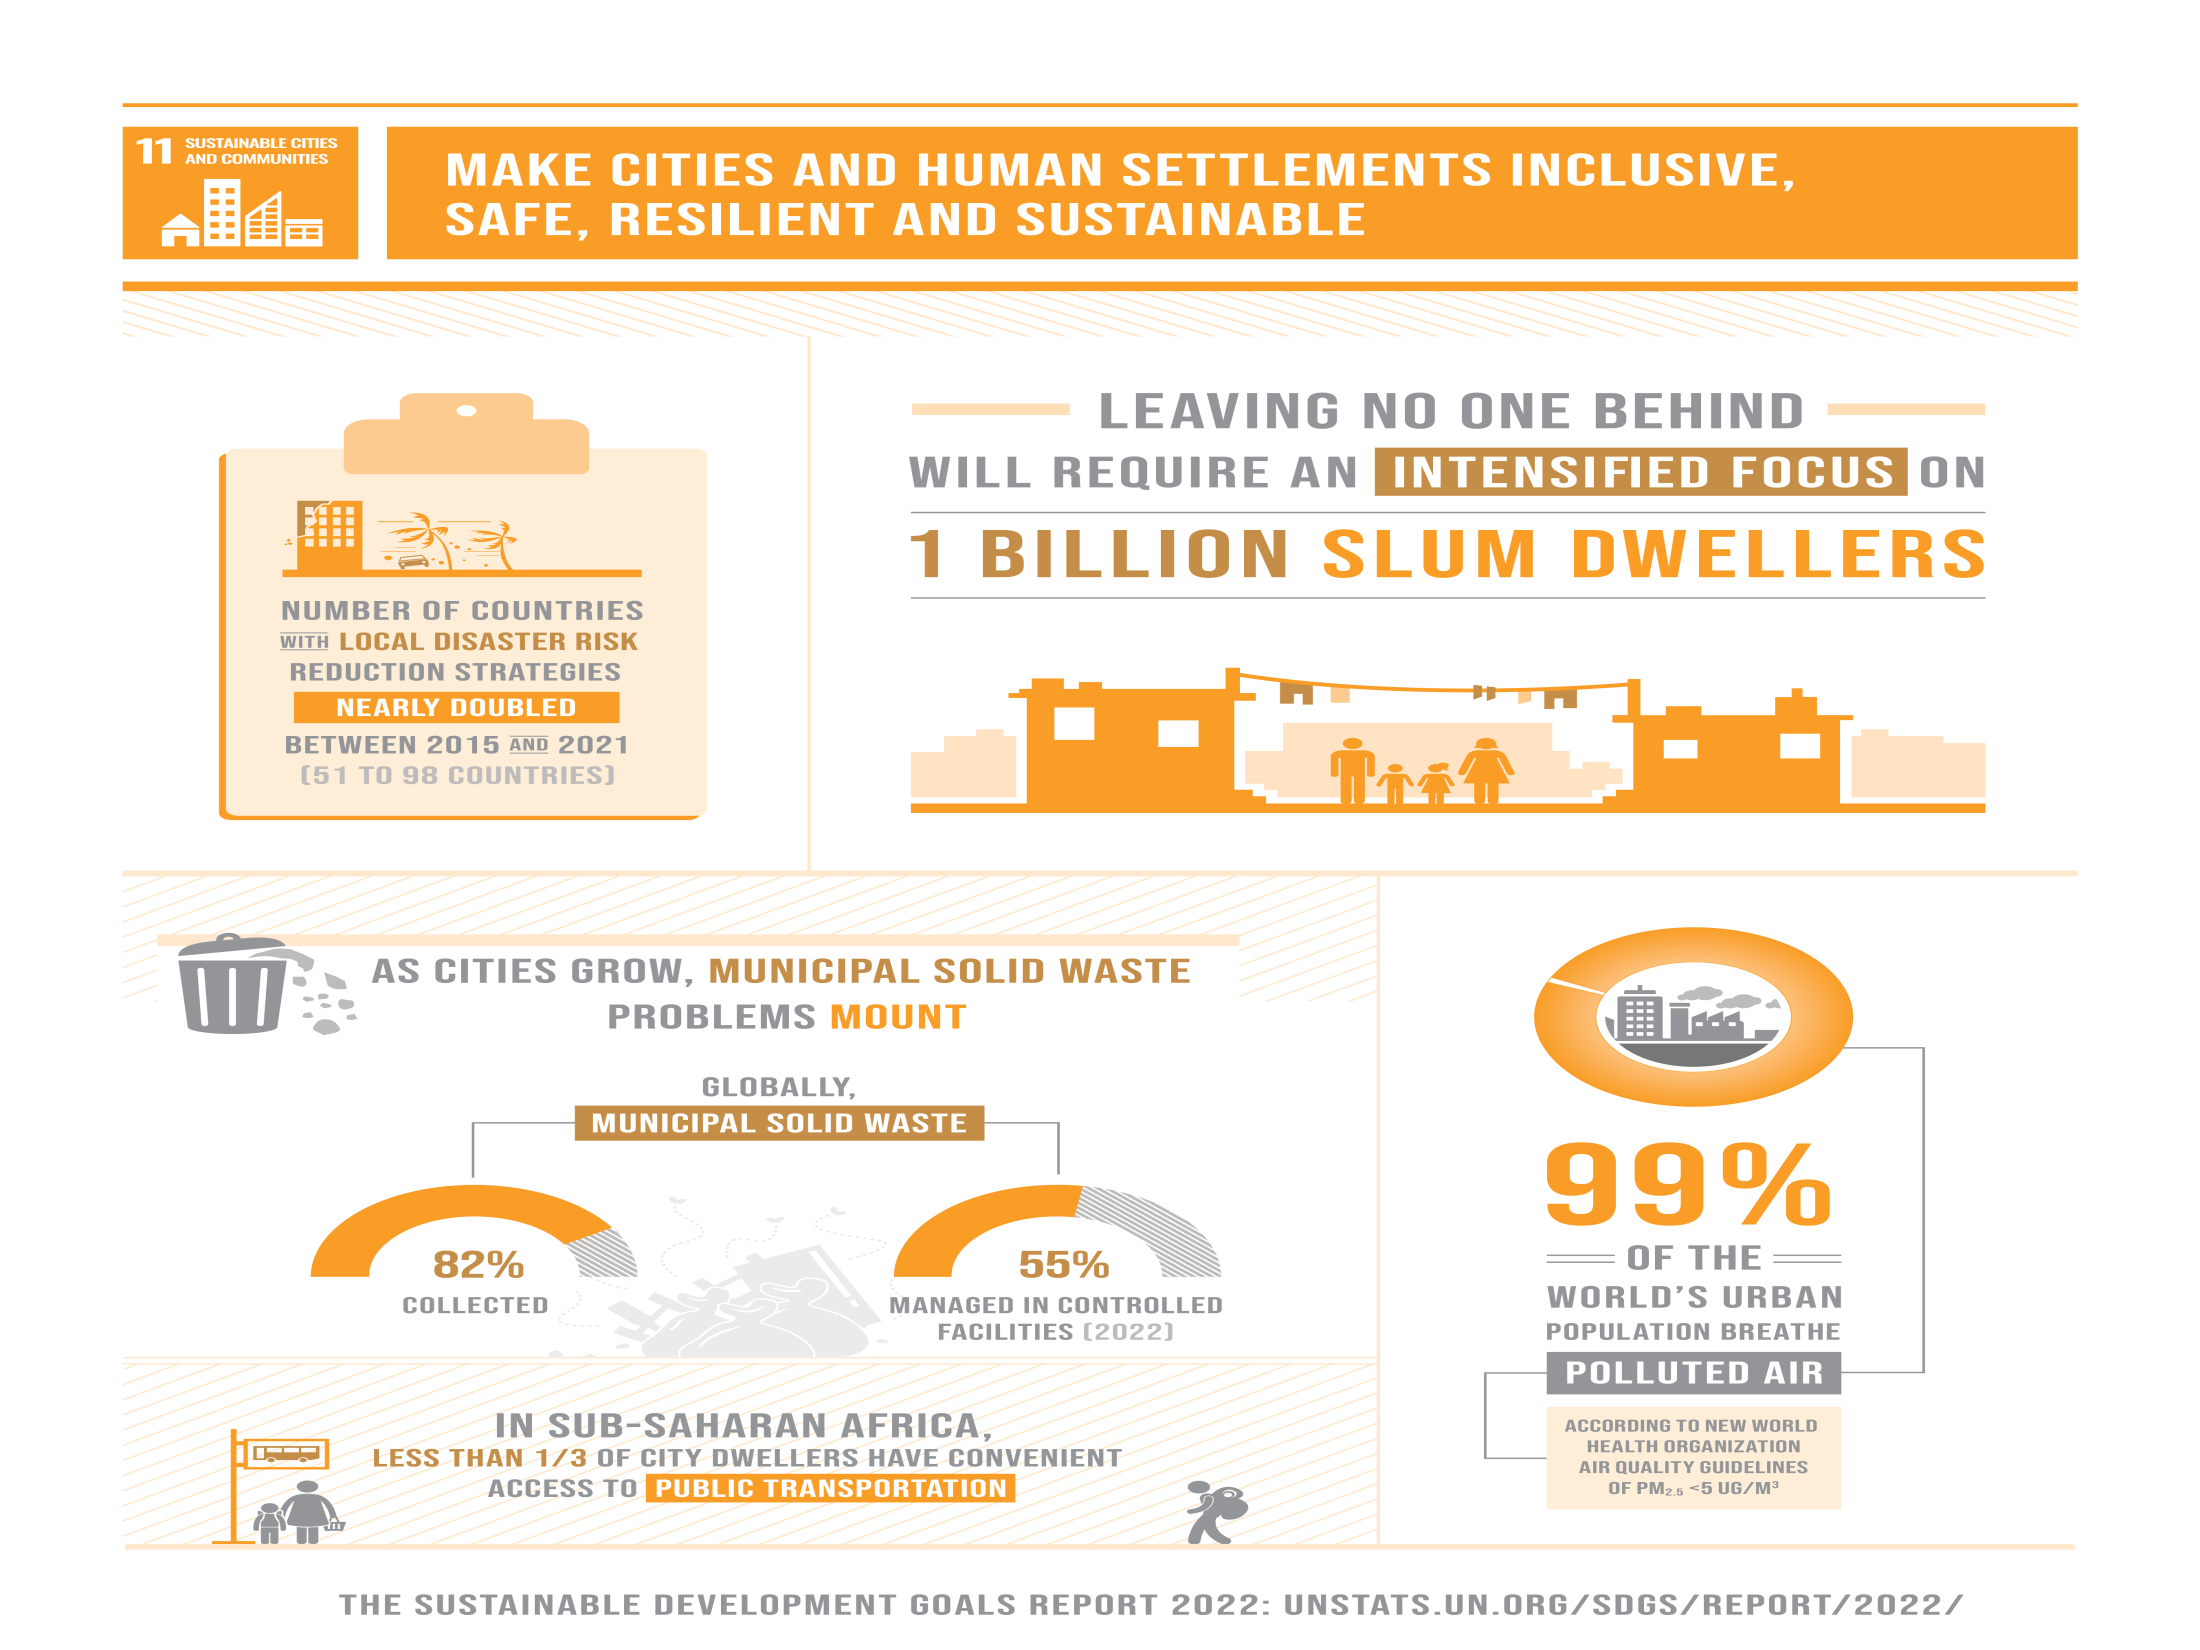 11 SUSTAINABLE CITIES
AND COMMUNITIES
MAKE CITIES AND HUMAN SETTLEMENTS INCLUSIVE,
SAFE, RESILIENT AND SUSTAINABLE
NUMBER OF COUNTRIES
WITH LOCAL DISASTER RISK
REDUCTION STRATEGIES
NEARLY DOUBLED
BETWEEN 2015 AND 2021
(51 TO 98 COUNTRIES)
LEAVING NO ONE BEHIND
WILL REQUIRE AN INTENSIFIED FOCUS ON
1 BILLION SLUM DWELLERS
AS CITIES GROW, MUNICIPAL SOLID WASTE
PROBLEMS MOUNT
GLOBALLY,
MUNICIPAL SOLID WASTE
82%
COLLECTED
55%
MANAGED IN CONTROLLED
FACILITIES (2022)
IN SUB-SAHARAN AFRICA,
LESS THAN 1/3 OF CITY DWELLERS HAVE CONVENIENT
ACCESS TO PUBLIC TRANSPORTATION
99%
OF THE
WORLD'S URBAN
POPULATION BREATHE
POLLUTED AIR
ACCORDING TO NEW WORLD
HEALTH ORGANIZATION
AIR QUALITY GUIDELINES
OF PM₂.₅ <5 UG/M³
THE SUSTAINABLE DEVELOPMENT GOALS REPORT 2022: UNSTATS.UN.ORG/SDGS/REPORT/2022/